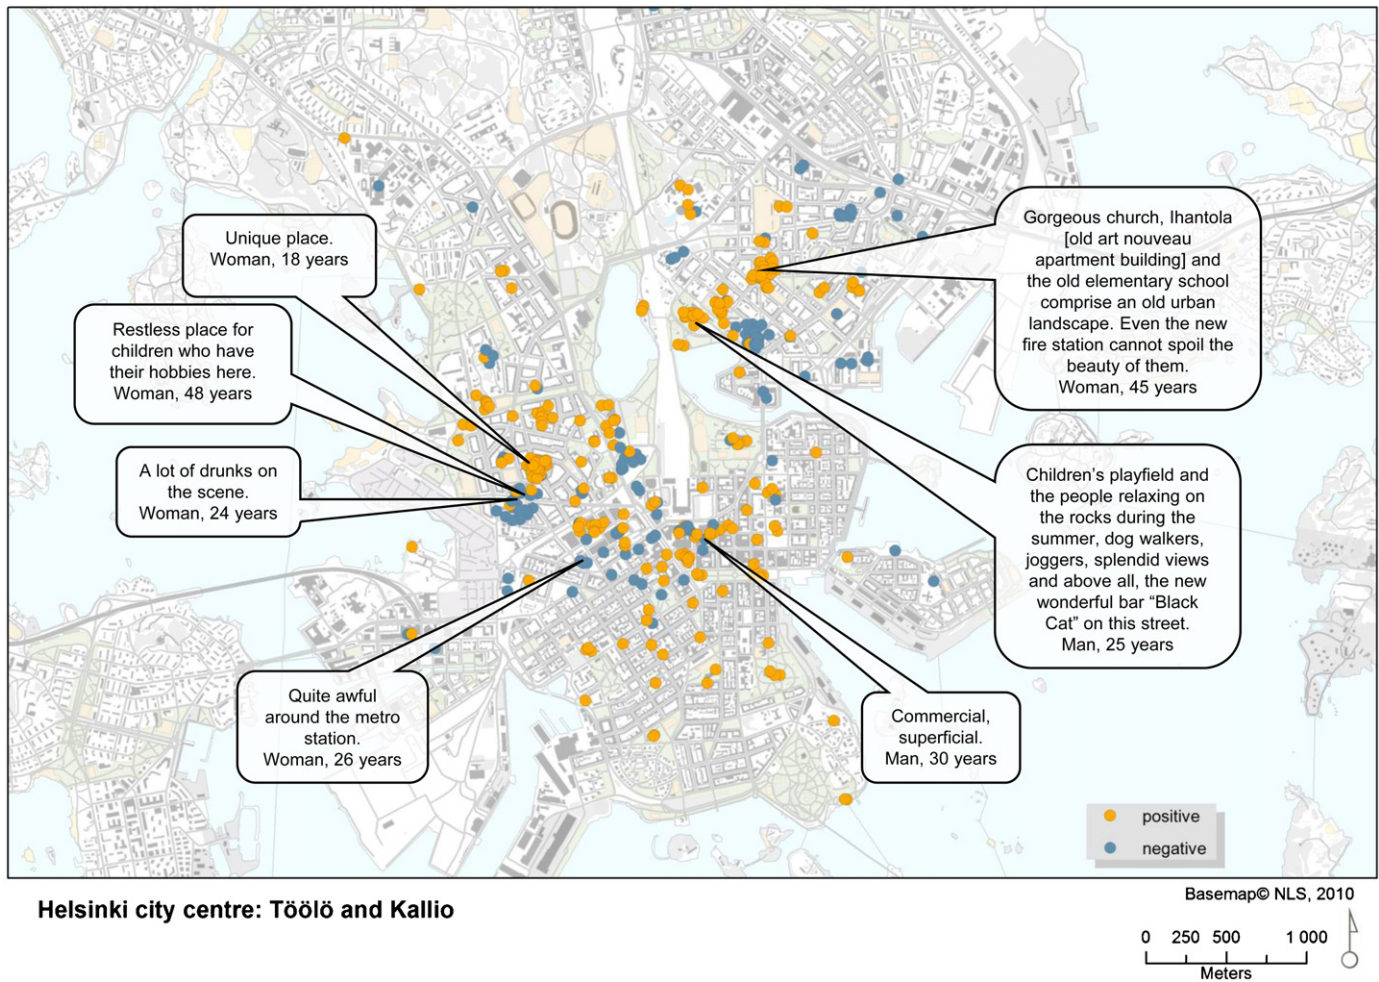 Unique place.
Woman, 18 years
Restless place for
children who have
their hobbies here.
Woman, 48 years
A lot of drunks on
the scene.
Woman, 24 years
Quite awful
around the metro
station.
Woman, 26 years
Gorgeous church, Ihantola
[old art nouveau
apartment building] and
the old elementary school
comprise an old urban
landscape. Even the new
fire station cannot spoil the
beauty of them.
Woman, 45 years
Children's playfield and
the people relaxing on
the rocks during the
summer, dog walkers,
joggers, splendid views
and above all, the new
wonderful bar “Black
Cat” on this street.
Man, 25 years
Commercial,
superficial.
Man, 30 years
positive
negative
Helsinki city centre: Töölö and Kallio
Basemap© NLS, 2010
0 250 500 1 000
Meters